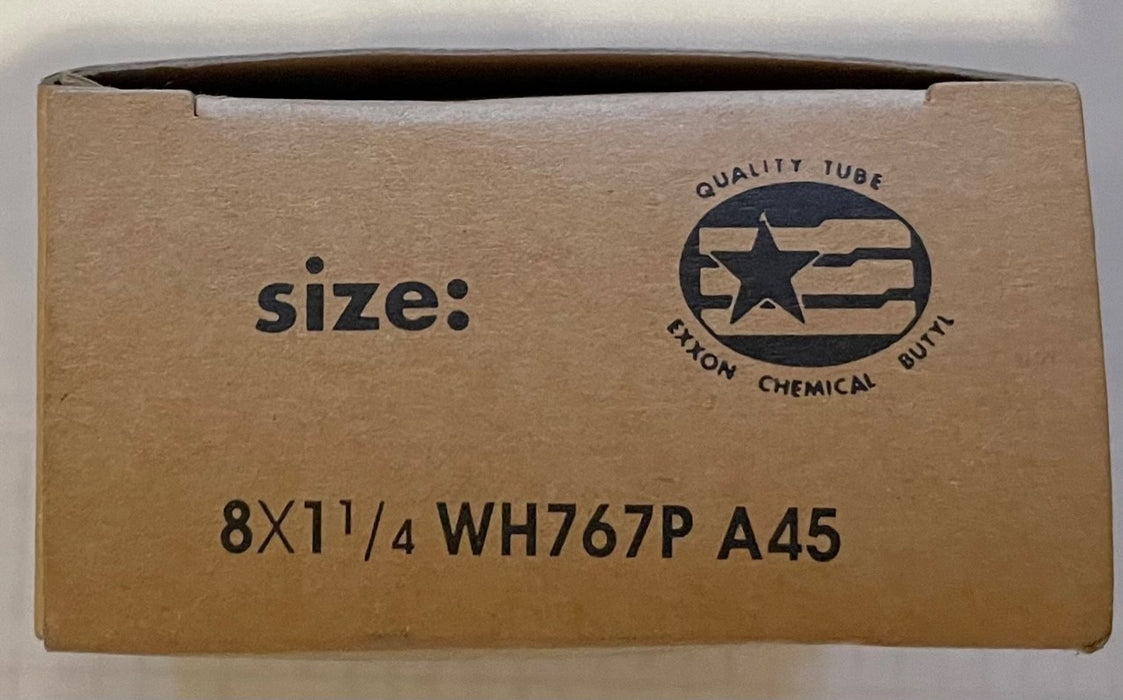 QUALITY TUBE
size:
EXXON CHEMICAL BUTYL
8X1 1/4 WH767P A45